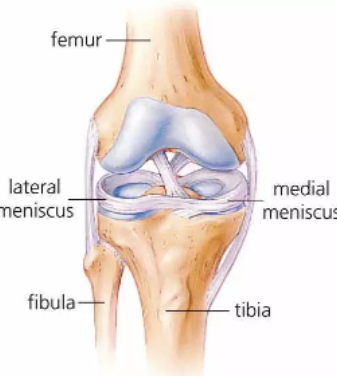 femur
lateral
meniscus
medial
meniscus
fibula
tibia